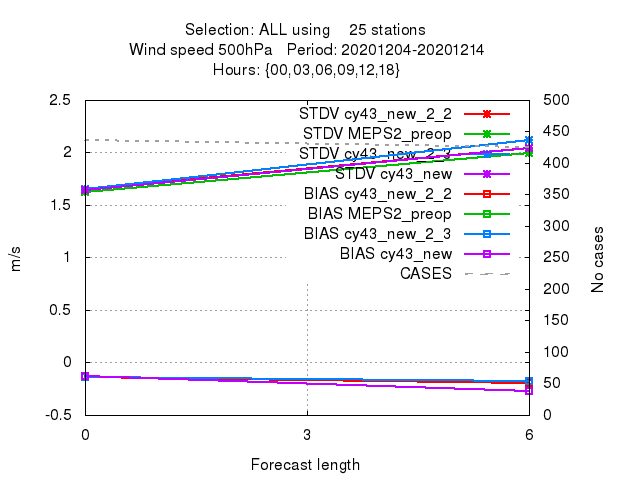 Selection: ALL using 25 stations
Wind speed 500hPa Period: 20201204-20201214
Hours: {00,03,06,09,12,18}
2.5
2
1.5
1
0.5
0
-0.5
m/s
STDV cy43_new_2_2
STDV MEPS2_preop
STDV cy43_new_2_3
STDV cy43_new
BIAS cy43_new_2_2
BIAS MEPS2_preop
BIAS cy43_new_2_3
BIAS cy43_new
CASES
500
450
400
350
300
250
200
150
100
50
0
No cases
0 3 6
Forecast length